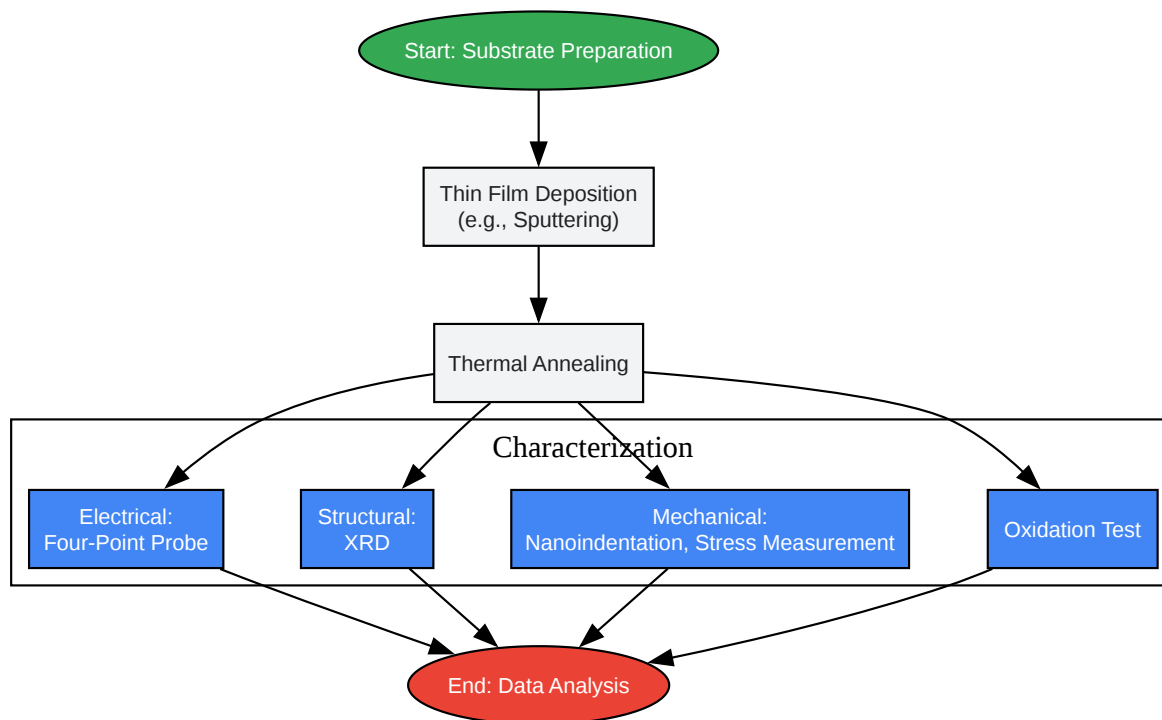 Start: Substrate Preparation
Thin Film Deposition
(e.g., Sputtering)
Thermal Annealing
Characterization
Electrical:
Four-Point Probe
Structural:
XRD
Mechanical:
Nanoindentation, Stress Measurement
Oxidation Test
End: Data Analysis